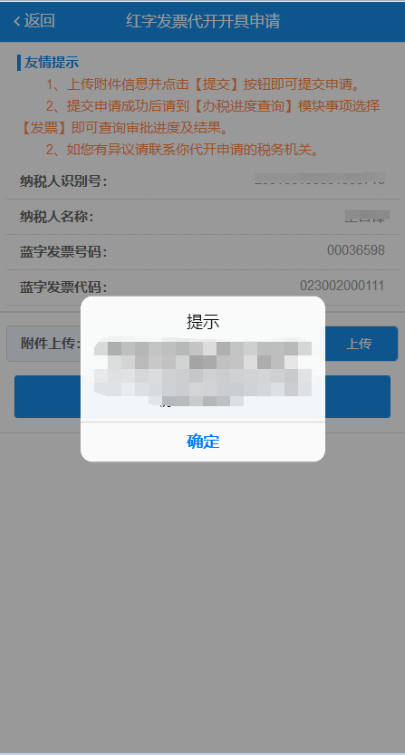 返回
红字发票代开开具申请
友情提示
1、上传附件信息并点击【提交】按钮即可提交申请。
2、提交申请成功后请到【办税进度查询】模块事项选择
【发票】即可查询审批进度及结果。
2、如您有异议请联系你代开申请的税务机关。
纳税人识别号：
纳税人名称：
蓝字发票号码： 00036598
蓝字发票代码： 023002000111
提示
附件上传： 上传
确定